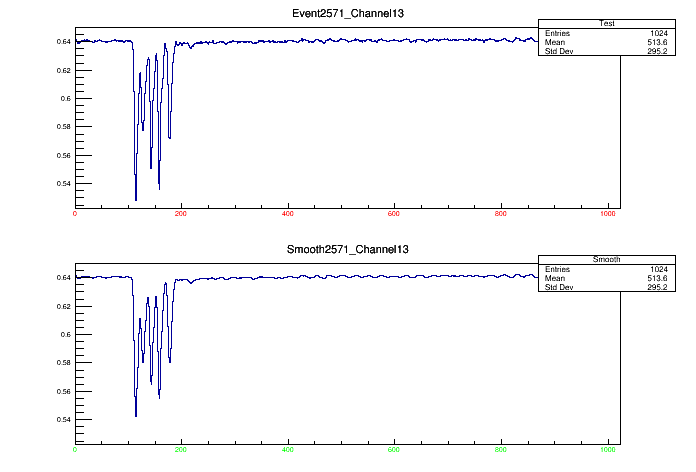 Event2571_Channel13
Test
Entries 1024
Mean 513.6
Std Dev 295.2
0.64
0.62
0.6
0.58
0.56
0.54
0 200 400 600 800 1000
Smooth2571_Channel13
Smooth
Entries 1024
Mean 513.6
Std Dev 295.2
0.64
0.62
0.6
0.58
0.56
0.54
0 200 400 600 800 1000